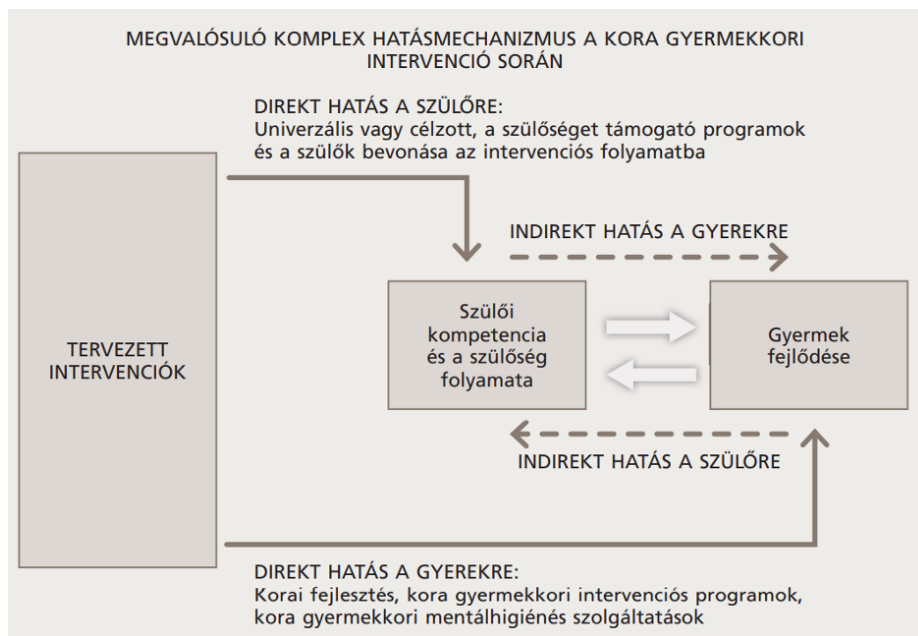 MEGVALÓSULÓ KOMPLEX HATÁSMECHANIZMUS A KORA GYERMEKKORI
INTERVENCIÓ SORÁN
DIREKT HATÁS A SZÜLŐRE:
Univerzális vagy célzott, a szülőséget támogató programok
és a szülők bevonása az intervenciós folyamatba
INDIREKT HATÁS A GYEREKRE
TERVEZETT
INTERVENCIÓK
Szülői
kompetencia
és a szülőség
folyamata
Gyermek
fejlődése
INDIREKT HATÁS A SZÜLŐRE
DIREKT HATÁS A GYEREKRE:
Korai fejlesztés, kora gyermekkori intervenciós programok,
kora gyermekkori mentálhigiénés szolgáltatások